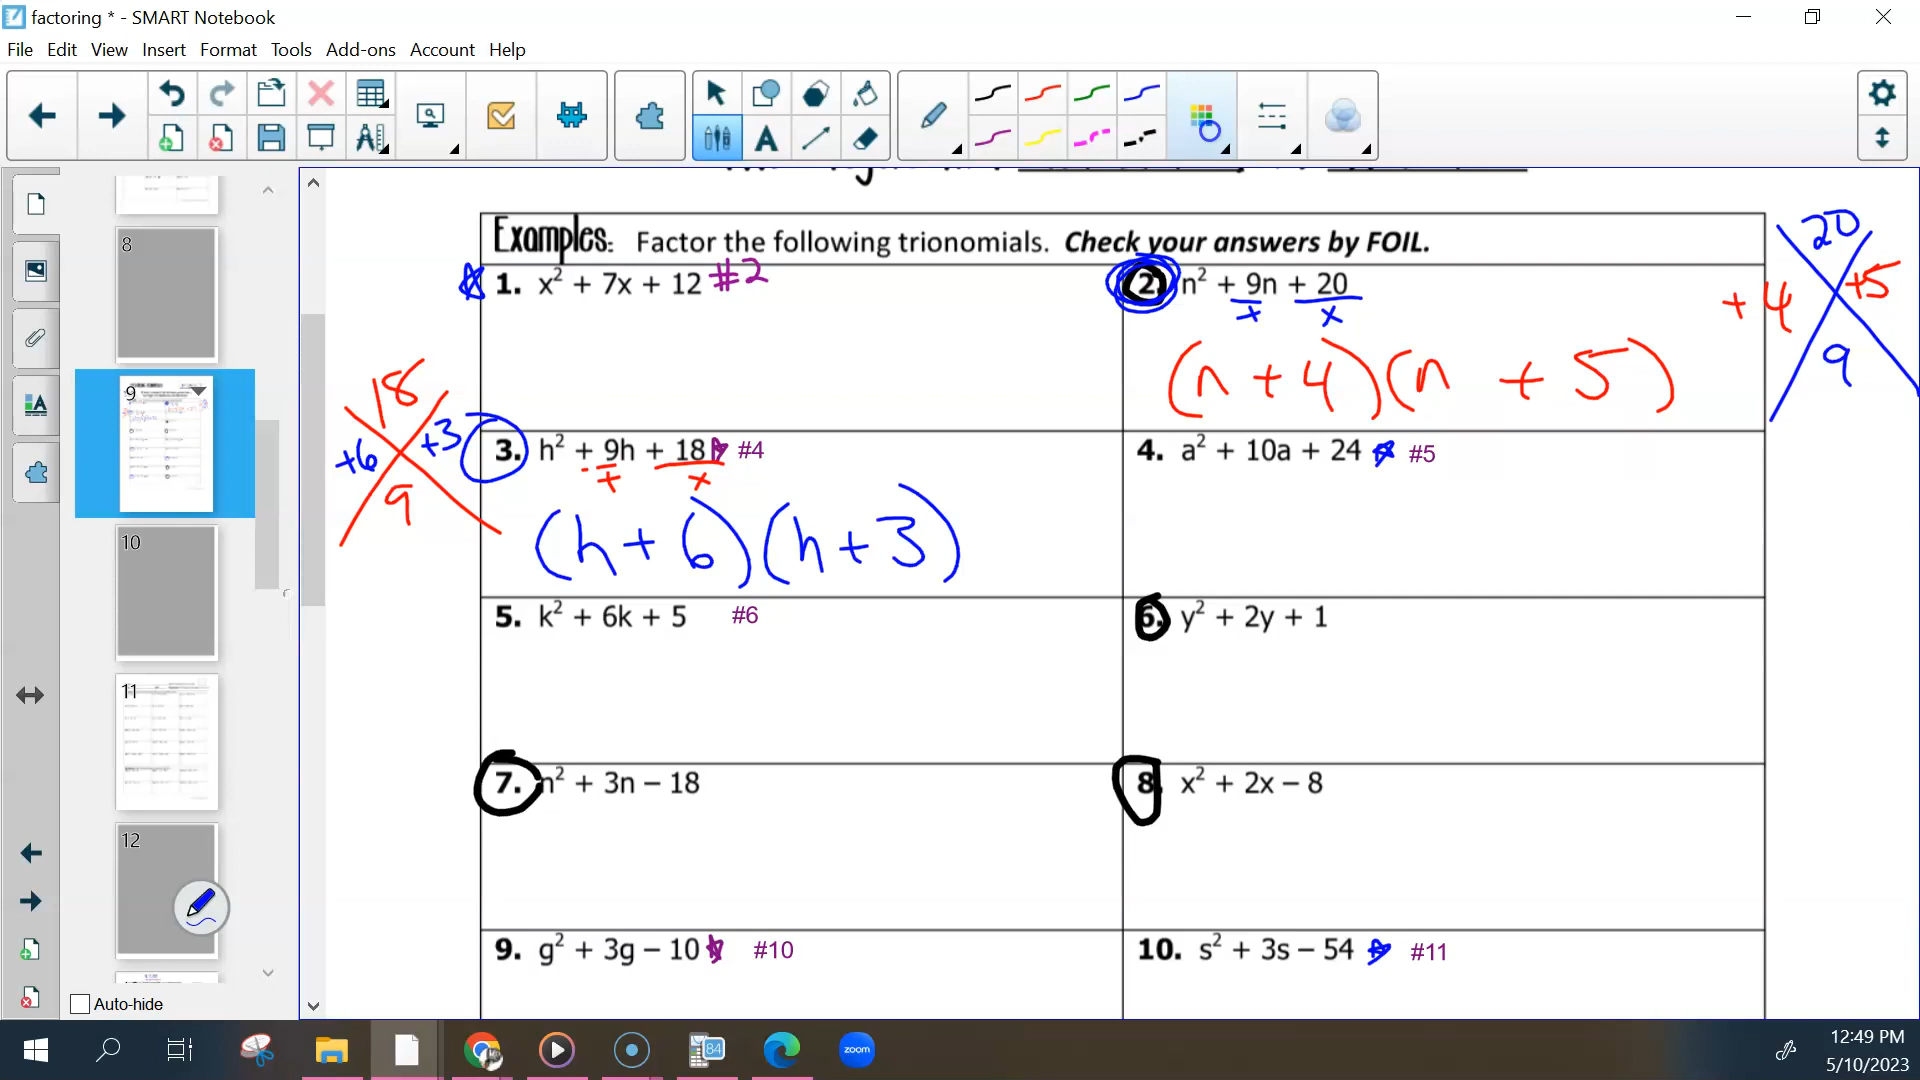 factoring * - SMART Notebook
File Edit View Insert Format Tools Add-ons Account Help
Examples: Factor the following trionomials. Check your answers by FOIL.
1. x² + 7x + 12 #2
2. n² + 9n + 20
+ x
20
+4 +5
9
(n + 4)(n + 5)
18
+6 +3
9
3. h² + 9h + 18 #4
+ x
(h + 6)(h + 3)
4. a² + 10a + 24 #5
5. k² + 6k + 5 #6
6. y² + 2y + 1
7. n² + 3n – 18
8. x² + 2x – 8
9. g² + 3g – 10 #10
10. s² + 3s – 54 #11
8
9
10
11
12
Auto-hide
84
zoom
12:49 PM
5/10/2023